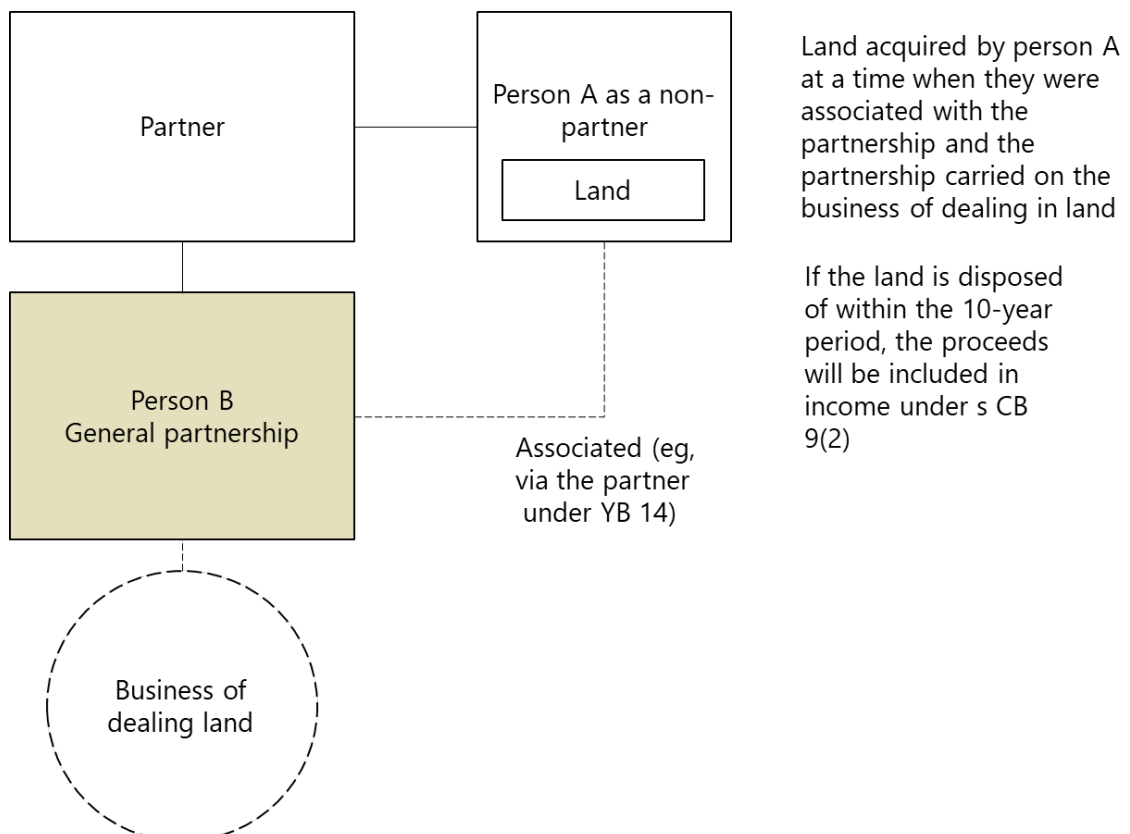 Partner
Person A as a non-
partner
Land
Land acquired by person A
at a time when they were
associated with the
partnership and the
partnership carried on the
business of dealing in land
If the land is disposed
of within the 10-year
period, the proceeds
will be included in
income under s CB
9(2)
Person B
General partnership
Associated (eg,
via the partner
under YB 14)
Business of
dealing land